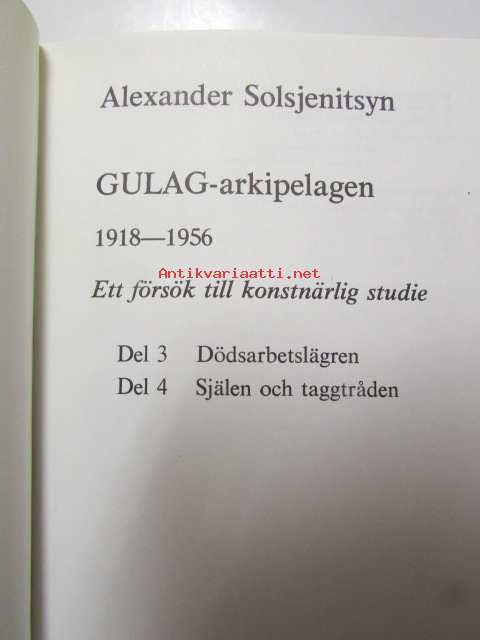 Alexander Solsjenitsyn
GULAG-arkipelagen
1918—1956
Antikvariaatti.net
Ett försök till konstnärlig studie
Del 3 Dödsarbetslägren
Del 4 Själen och taggtråden